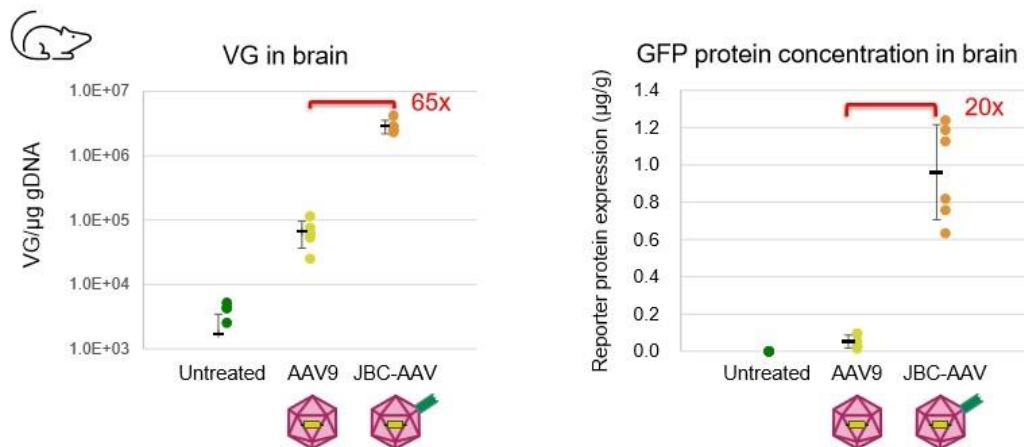 VG in brain
VG/µg gDNA
1.0E+07
1.0E+06
1.0E+05
1.0E+04
1.0E+03
65x
Untreated
AAV9
JBC-AAV
GFP protein concentration in brain
Reporter protein expression (µg/g)
1.4
1.2
1.0
0.8
0.6
0.4
0.2
0.0
20x
Untreated
AAV9
JBC-AAV